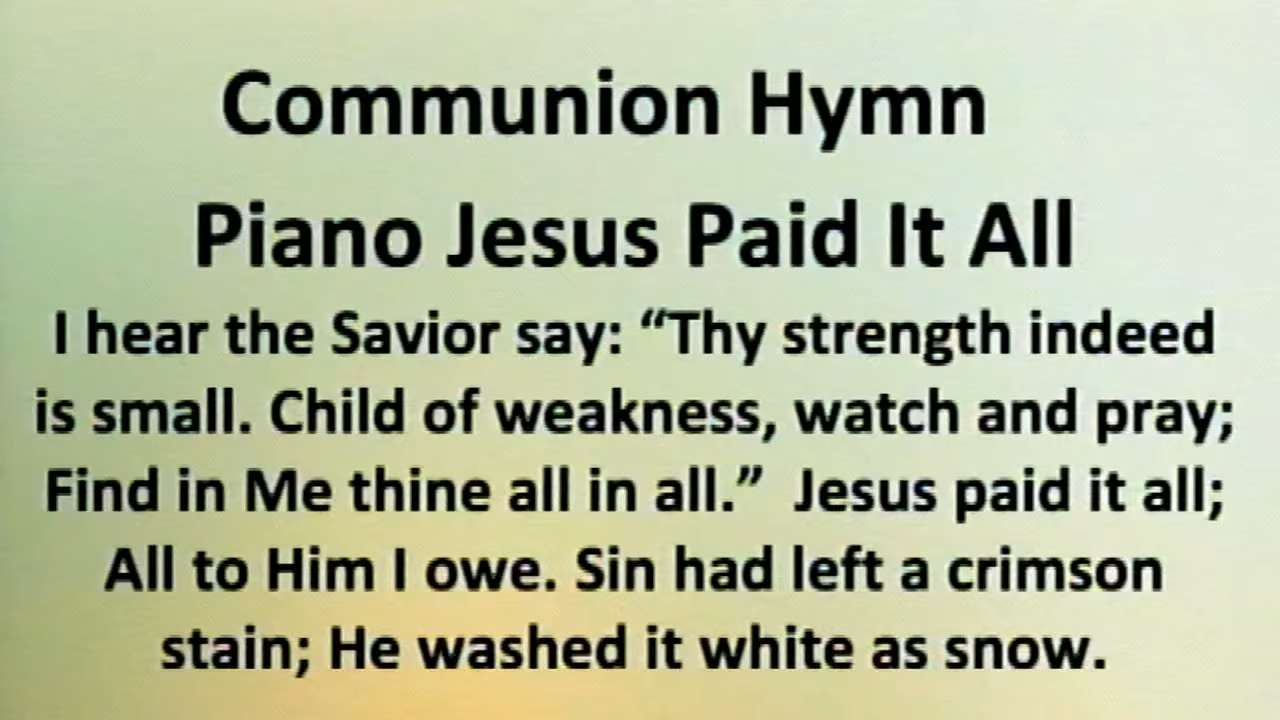 Communion Hymn
Piano Jesus Paid It All
I hear the Savior say: “Thy strength indeed
is small. Child of weakness, watch and pray;
Find in Me thine all in all.”  Jesus paid it all;
All to Him I owe. Sin had left a crimson
stain; He washed it white as snow.